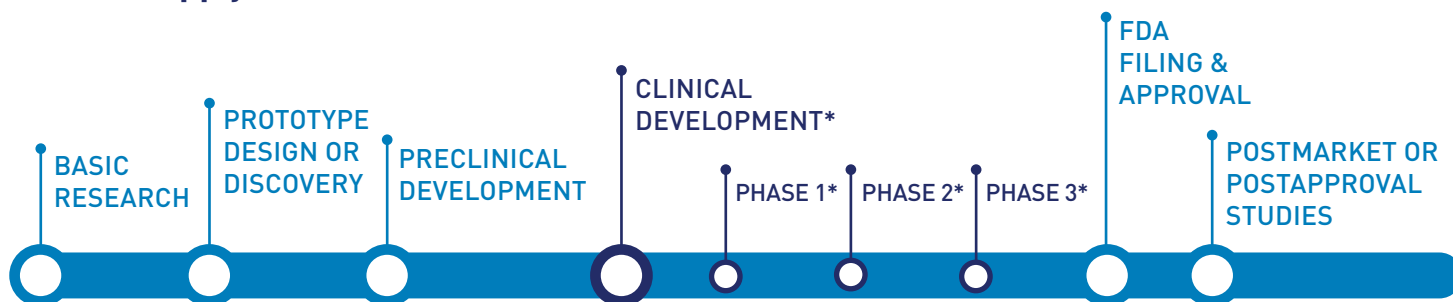 BASIC
RESEARCH
PROTOTYPE
DESIGN OR
DISCOVERY
PRECLINICAL
DEVELOPMENT
CLINICAL
DEVELOPMENT*
PHASE 1*
PHASE 2*
PHASE 3*
FDA
FILING &
APPROVAL
POSTMARKET OR
POSTAPPROVAL
STUDIES